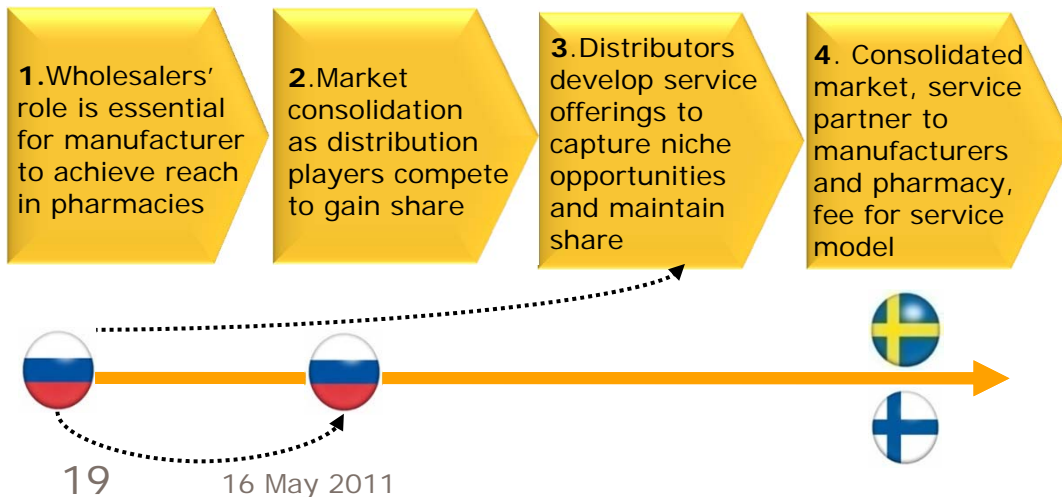 1.Wholesalers’
role is essential
for manufacturer
to achieve reach
in pharmacies
2.Market
consolidation
as distribution
players compete
to gain share
3.Distributors
develop service
offerings to
capture niche
opportunities
and maintain
share
4. Consolidated
market, service
partner to
manufacturers
and pharmacy,
fee for service
model
19
16 May 2011